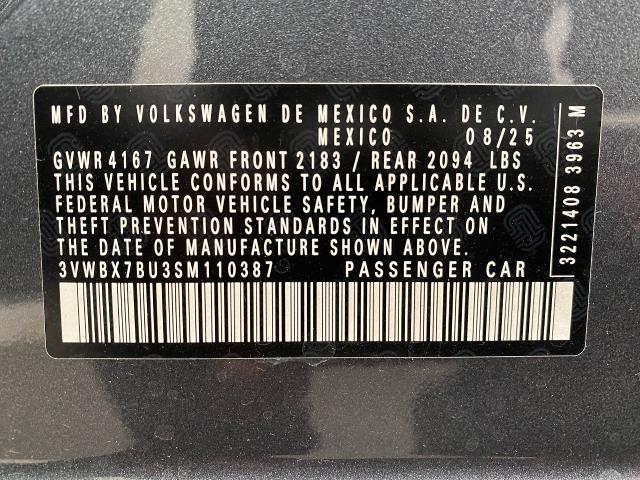 MFD BY VOLKSWAGEN DE MEXICO S.A. DE C.V.
MEXICO 08/25
GVWR 4167 GAWR FRONT 2183 / REAR 2094 LBS
THIS VEHICLE CONFORMS TO ALL APPLICABLE U.S.
FEDERAL MOTOR VEHICLE SAFETY, BUMPER AND
THEFT PREVENTION STANDARDS IN EFFECT ON
THE DATE OF MANUFACTURE SHOWN ABOVE.
3VWBX7BU3SM110387 PASSENGER CAR
3221408 3963 M